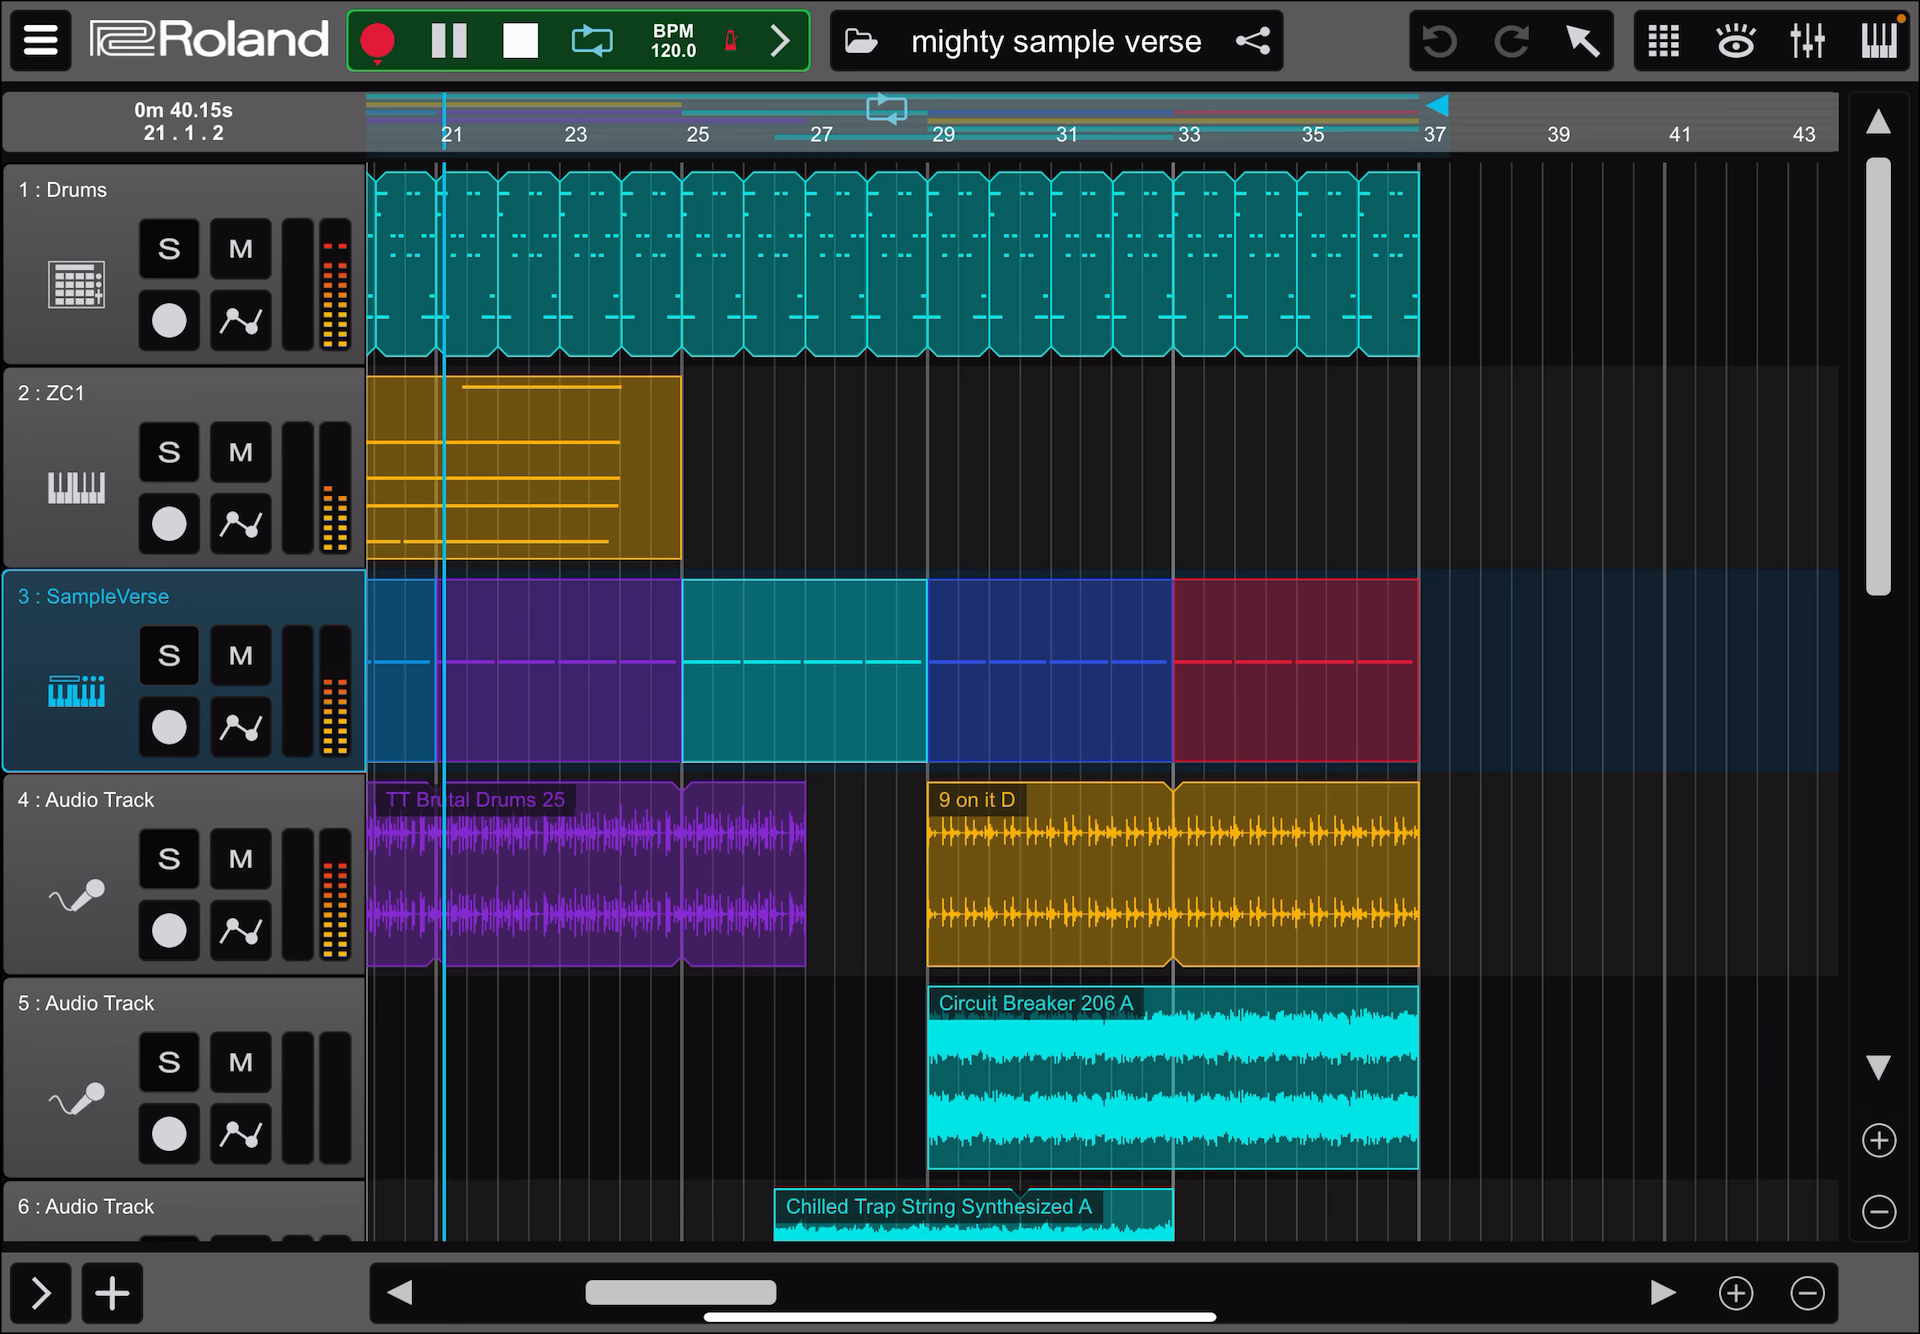 Roland
BPM
120.0
mighty sample verse
0m 40.15s
21 . 1 . 2
21 23 25 27 29 31 33 35 37 39 41 43
1 : Drums
S M
2 : ZC1
S M
3 : SampleVerse
S M
4 : Audio Track
TT Brutal Drums 25
9 on it D
S M
5 : Audio Track
Circuit Breaker 206 A
S M
6 : Audio Track
Chilled Trap String Synthesized A